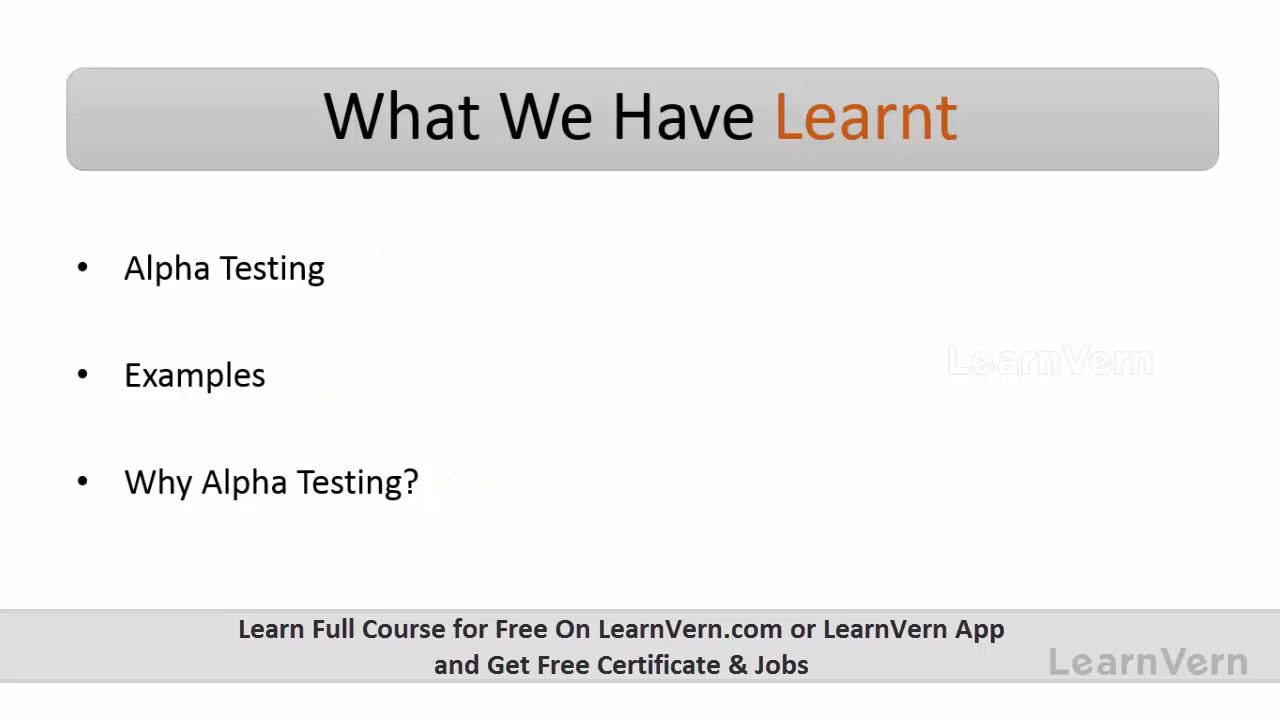 What We Have Learnt
• Alpha Testing
• Examples
LearnVern
• Why Alpha Testing?
Learn Full Course for Free On LearnVern.com or LearnVern App
and Get Free Certificate & Jobs
LearnVern